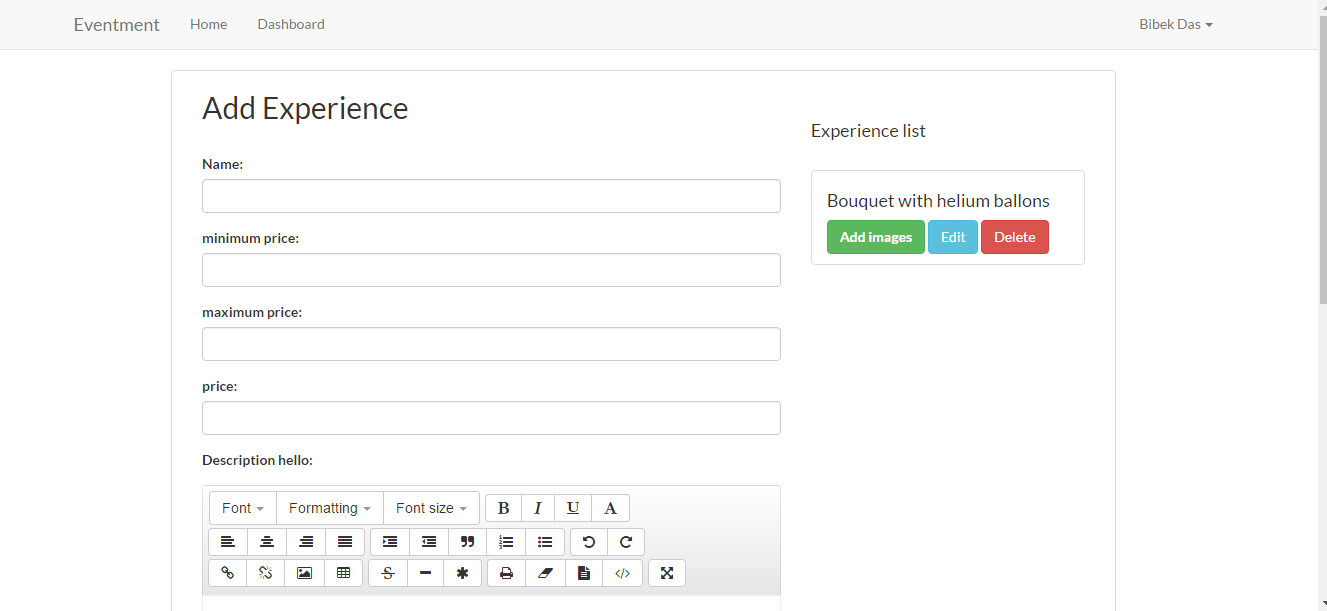 Eventment Home Dashboard Bibek Das
Add Experience
Name:
minimum price:
maximum price:
price:
Description hello:
Font Formatting Font size B I U A
S
Experience list
Bouquet with helium ballons
Add images Edit Delete